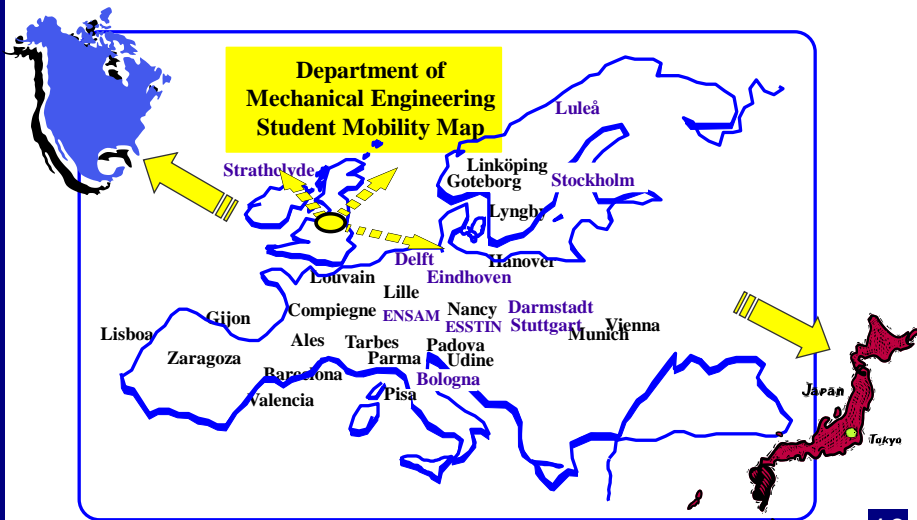 Department of
Mechanical Engineering
Student Mobility Map
Luleå
Strathclyde
Linköping
Goteborg
Stockholm
Lyngby
Delft
Hanover
Louvain
Eindhoven
Lille
Compiegne
ENSAM
Nancy
Darmstadt
Gijon
ESSTIN
Stuttgart
Lisboa
Munich
Vienna
Ales
Tarbes
Padova
Zaragoza
Parma
Udine
Barcelona
Bologna
Valencia
Pisa
Japan
Tokyo